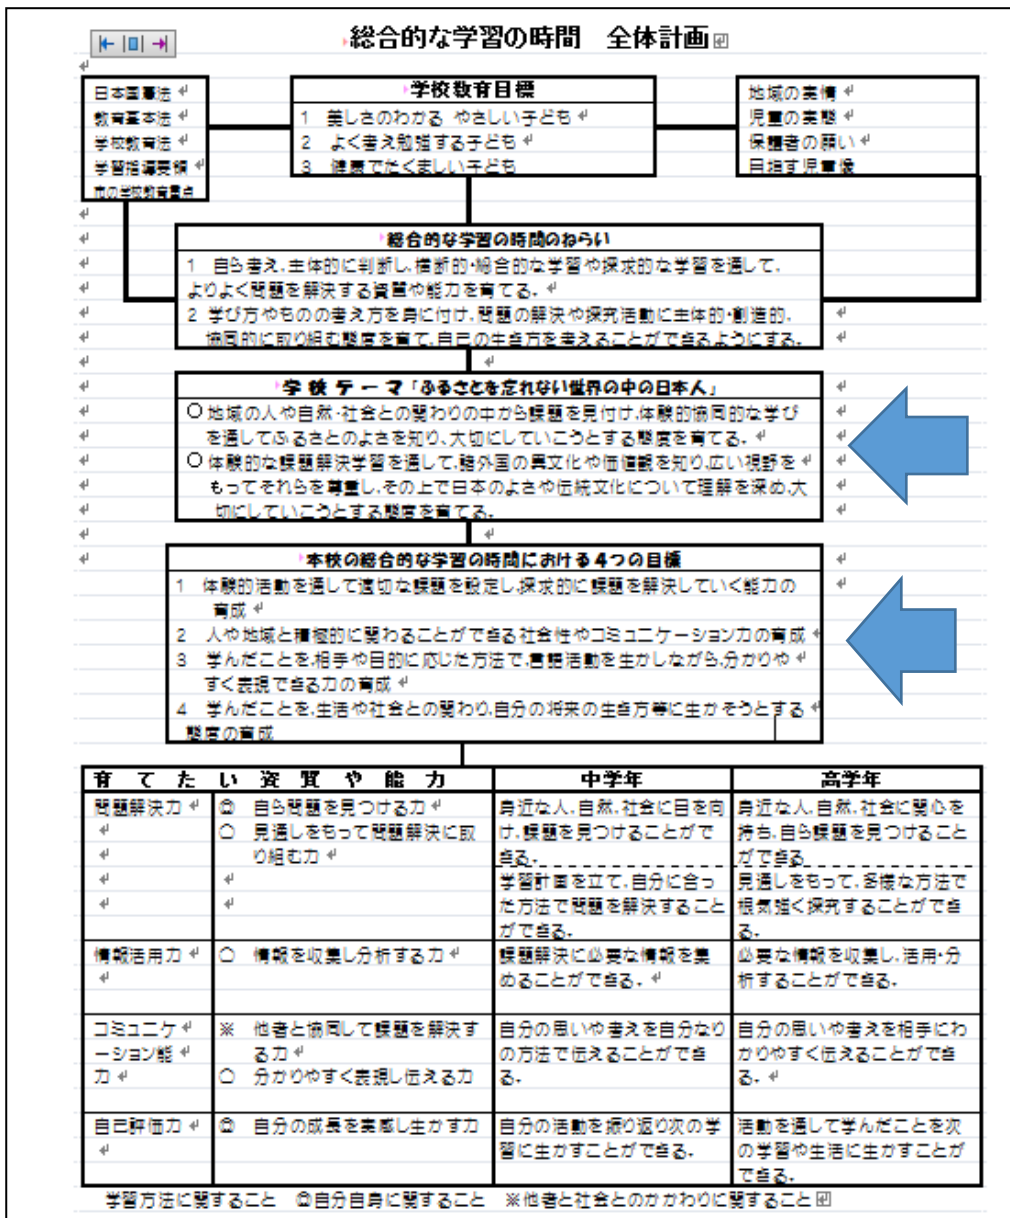 総合的な学習の時間　全体計画
日本国憲法
教育基本法
学校教育法
学習指導要領
市の学校教育重点
学校教育目標
1　美しさのわかる やさしい子ども
2　よく考え勉強する子ども
3　健康でたくましい子ども
地域の実情
児童の実態
保護者の願い
目指す児童像
総合的な学習の時間のねらい
1　自ら考え,主体的に判断し,横断的・総合的な学習や探求的な学習を通して,
よりよく問題を解決する資質や能力を育てる。
2 学び方やものの考え方を身に付け,問題の解決や探究活動に主体的・創造的,
協同的に取り組む態度を育て,自己の生き方を考えることができるようにする。
学 校 テ ー マ「ふるさとを忘れない世界の中の日本人」
○地域の人や自然・社会との関わりの中から課題を見付け,体験的協同的な学び
を通してふるさとのよさを知り,大切にしていこうとする態度を育てる。
○体験的な課題解決学習を通して,諸外国の異文化や価値観を知り,広い視野を
もってそれらを尊重し,その上で日本のよさや伝統文化について理解を深め,大
切にしていこうとする態度を育てる。
本校の総合的な学習の時間における4つの目標
1　体験的活動を通して適切な課題を設定し,探求的に課題を解決していく能力の
育成
2　人や地域と積極的に関わることができる社会性やコミュニケーション力の育成
3　学んだことを,相手や目的に応じた方法で,言語活動を生かしながら,分かりや
すく表現できる力の育成
4　学んだことを,生活や社会との関わり,自分の将来の生き方等に生かそうとする
態度の育成
育 て た い 資 質 や 能 力
中学年
高学年
問題解決力
◎　自ら問題を見つける力
○　見通しをもって問題解決に取
り組む力
身近な人,自然,社会に目を向
け,課題を見つけることがで
きる。
学習計画を立て,自分に合っ
た方法で問題を解決すること
ができる。
身近な人,自然,社会に関心を
持ち,自ら課題を見つけること
ができる
見通しをもって,多様な方法で
根気強く探究することができ
る。
情報活用力
○　情報を収集し分析する力
課題解決に必要な情報を集
めることができる。
必要な情報を収集し,活用・分
析することができる。
コミュニケ
ーション能
力
※　他者と協同して課題を解決す
る力
○　分かりやすく表現し伝える力
自分の思いや考えを自分なり
の方法で伝えることができ
る。
自分の思いや考えを相手にわ
かりやすく伝えることができ
る。
自己評価力
◎　自分の成長を実感し生かす力
自分の活動を振り返り次の学
習に生かすことができる。
活動を通して学んだことを次
の学習や生活に生かすことが
できる。
学習方法に関すること　◎自分自身に関すること　※他者と社会とのかかわりに関すること